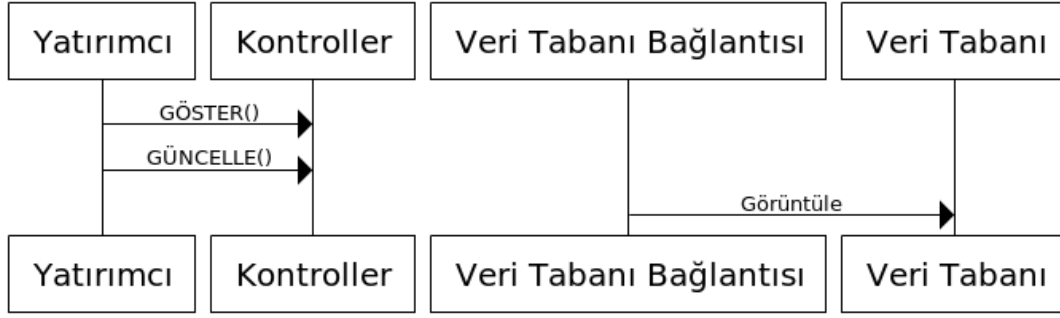 Yatırımcı
Kontroller
Veri Tabanı Bağlantısı
Veri Tabanı
GÖSTER()
GÜNCELLE()
Görüntüle
Yatırımcı
Kontroller
Veri Tabanı Bağlantısı
Veri Tabanı